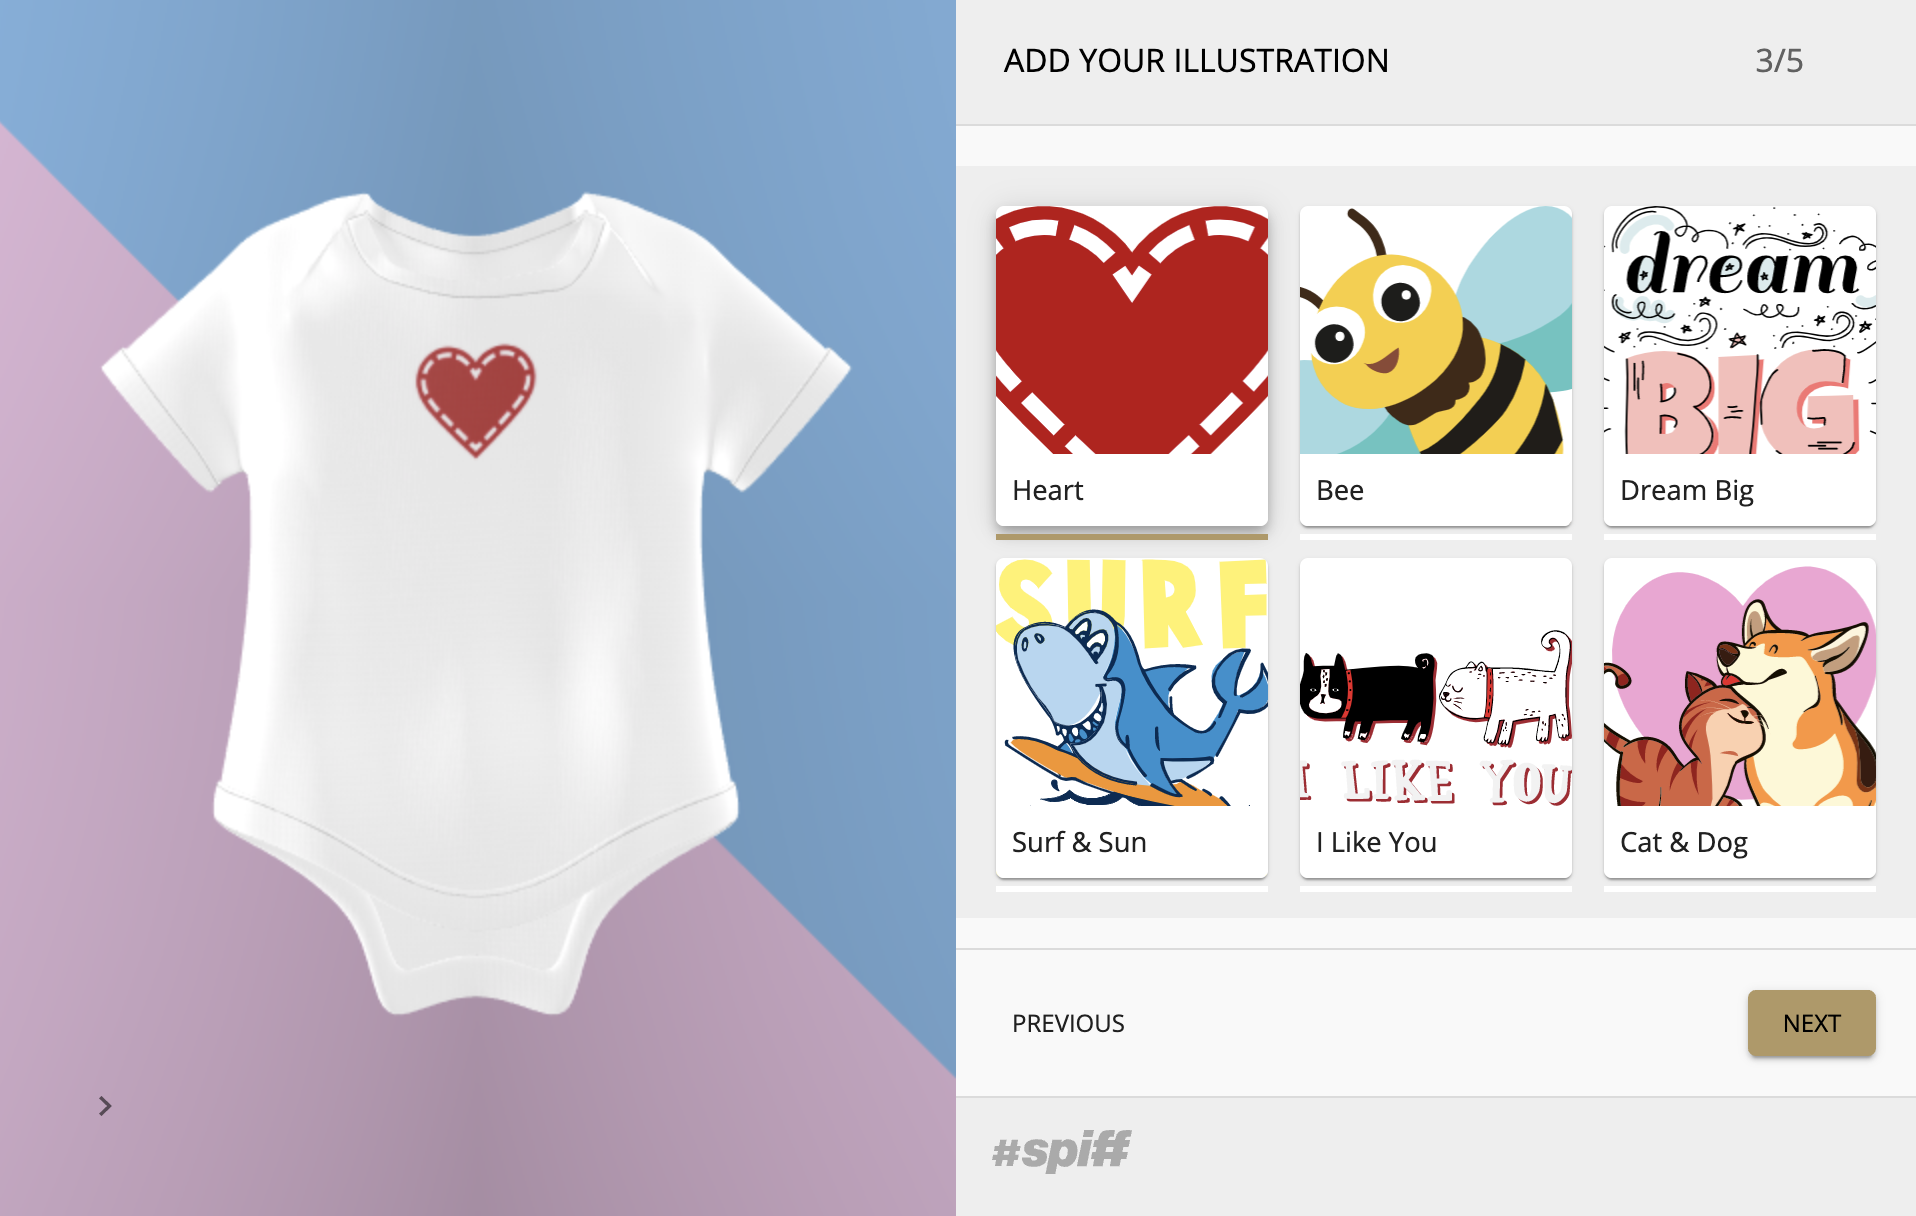 ADD YOUR ILLUSTRATION
3/5
dream
BIG
Heart
Bee
Dream Big
SURF
I LIKE YOU
Surf & Sun
I Like You
Cat & Dog
PREVIOUS
NEXT
#spiff